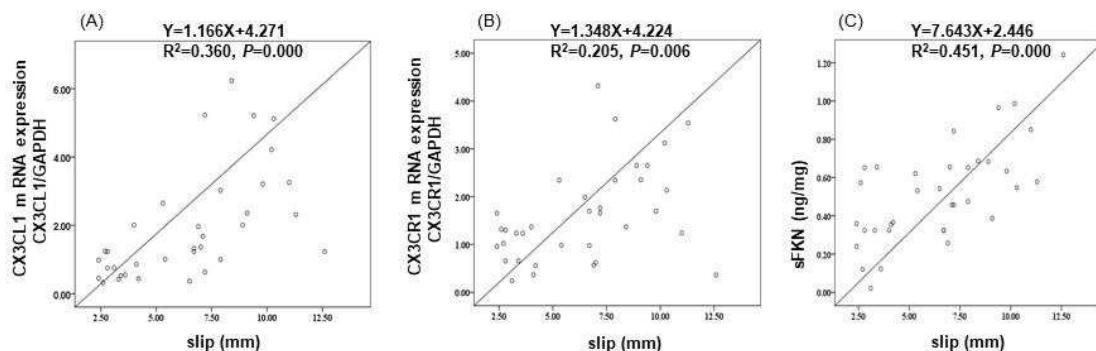 (A)
Y=1.166X+4.271
R²=0.360, P=0.000
CX3CL1 m RNA expression
CX3CL1/GAPDH
6.00
4.00
2.00
0.00
2.50 5.00 7.50 10.00 12.50
slip (mm)
(B)
Y=1.348X+4.224
R²=0.205, P=0.006
CX3CR1 m RNA expression
CX3CR1/GAPDH
5.00
4.00
3.00
2.00
1.00
0.00
2.50 5.00 7.50 10.00 12.50
slip (mm)
(C)
Y=7.643X+2.446
R²=0.451, P=0.000
sFKN (ng/mg)
1.20
1.00
0.80
0.60
0.40
0.20
0.00
2.50 5.00 7.50 10.00 12.50
slip (mm)